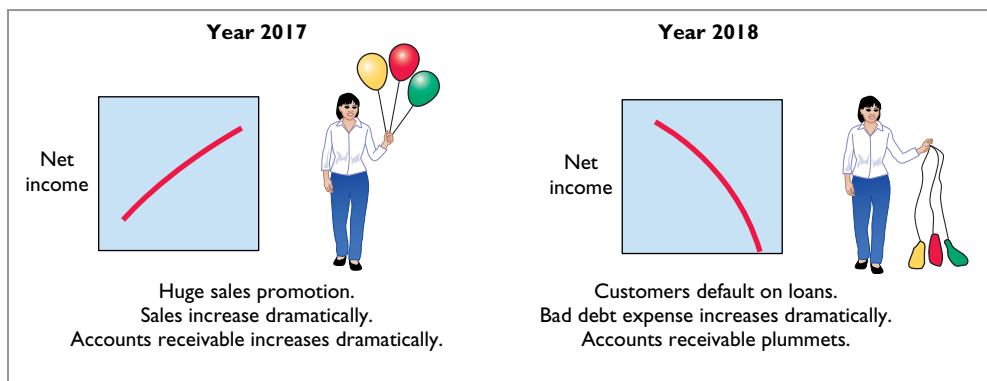 Year 2017
Net
income
Huge sales promotion.
Sales increase dramatically.
Accounts receivable increases dramatically.
Year 2018
Net
income
Customers default on loans.
Bad debt expense increases dramatically.
Accounts receivable plummets.